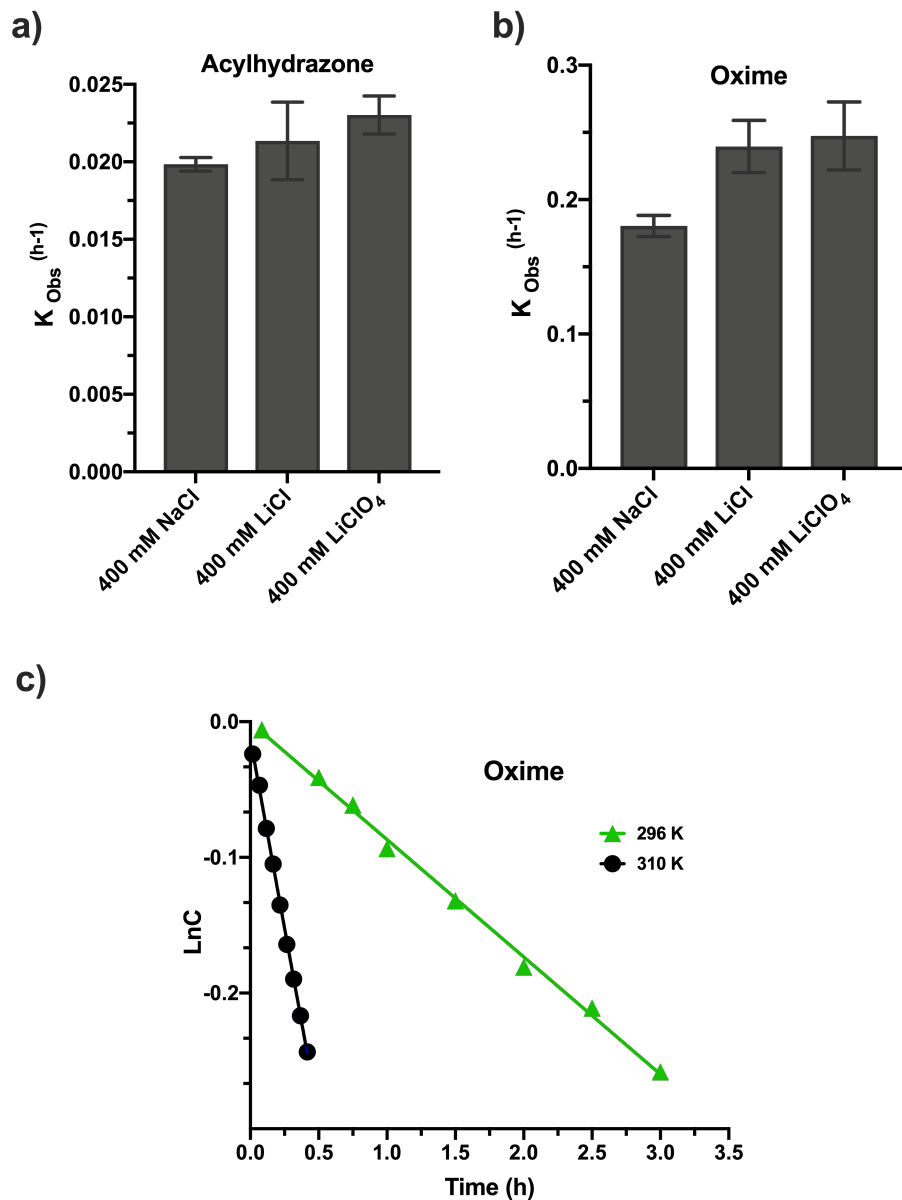 a)
Acylhydrazone
K Obs (h-1)
0.025
0.020
0.015
0.010
0.005
0.000
400 mM NaCl
400 mM LiCl
400 mM LiClO4
b)
Oxime
K Obs (h-1)
0.3
0.2
0.1
0.0
400 mM NaCl
400 mM LiCl
400 mM LiClO4
c)
Oxime
LnC
0.0
-0.1
-0.2
296 K
310 K
0.0 0.5 1.0 1.5 2.0 2.5 3.0 3.5
Time (h)